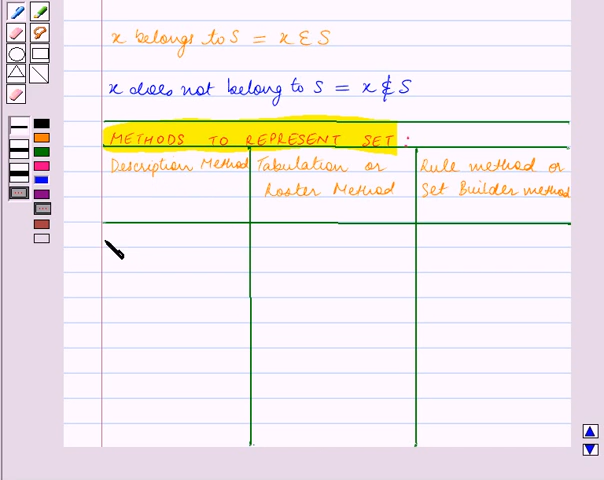 x belongs to S = x ∈ S
x does not belong to S = x ∉ S
METHODS TO REPRESENT SET :
Description Method Tabulation or Rule method or
Roster Method Set Builder method